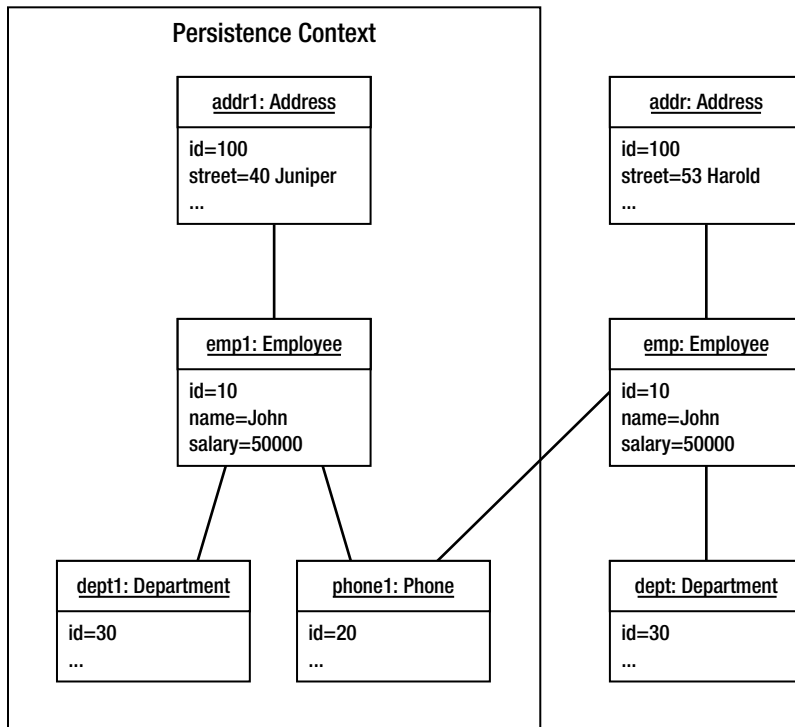 Persistence Context
addr1: Address
id=100
street=40 Juniper
...
addr: Address
id=100
street=53 Harold
...
emp1: Employee
id=10
name=John
salary=50000
emp: Employee
id=10
name=John
salary=50000
dept1: Department
id=30
...
phone1: Phone
id=20
...
dept: Department
id=30
...